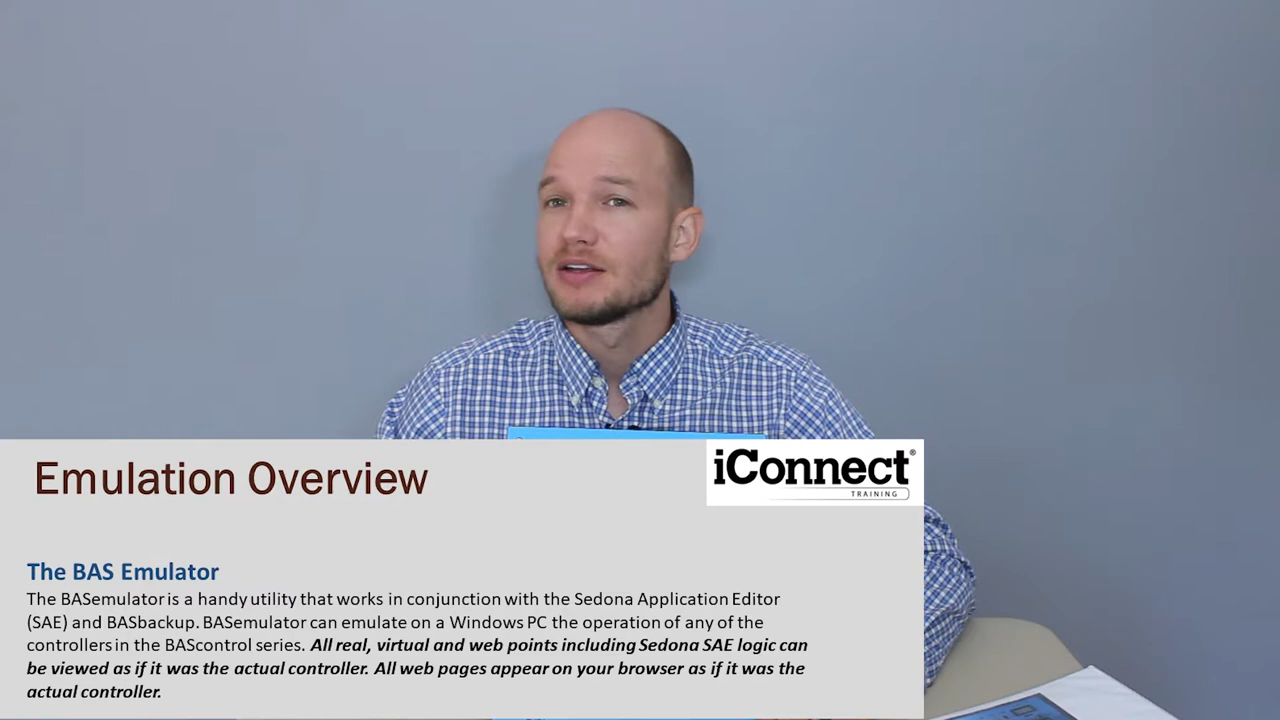 Emulation Overview
iConnect®
TRAINING
The BAS Emulator
The BASemulator is a handy utility that works in conjunction with the Sedona Application Editor
(SAE) and BASbackup. BASemulator can emulate on a Windows PC the operation of any of the
controllers in the BAScontrol series. All real, virtual and web points including Sedona SAE logic can
be viewed as if it was the actual controller. All web pages appear on your browser as if it was the
actual controller.